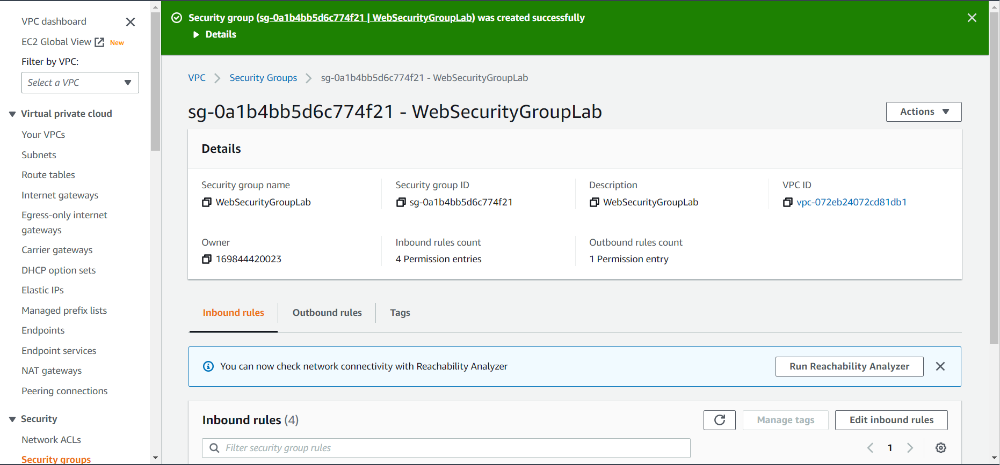 VPC dashboard
EC2 Global View New
Filter by VPC:
Select a VPC
Virtual private cloud
Your VPCs
Subnets
Route tables
Internet gateways
Egress-only internet
gateways
Carrier gateways
DHCP option sets
Elastic IPs
Managed prefix lists
Endpoints
Endpoint services
NAT gateways
Peering connections
Security
Network ACLs
Security groups
Security group (sg-0a1b4bb5d6c774f21 | WebSecurityGroupLab) was created successfully
Details
VPC Security Groups sg-0a1b4bb5d6c774f21 - WebSecurityGroupLab
sg-0a1b4bb5d6c774f21 - WebSecurityGroupLab
Actions
Details
Security group name
WebSecurityGroupLab
Security group ID
sg-0a1b4bb5d6c774f21
Description
WebSecurityGroupLab
VPC ID
vpc-072eb24072cd81db1
Owner
169844420023
Inbound rules count
4 Permission entries
Outbound rules count
1 Permission entry
Inbound rules Outbound rules Tags
You can now check network connectivity with Reachability Analyzer
Run Reachability Analyzer
Inbound rules (4)
Manage tags
Edit inbound rules
Filter security group rules
1